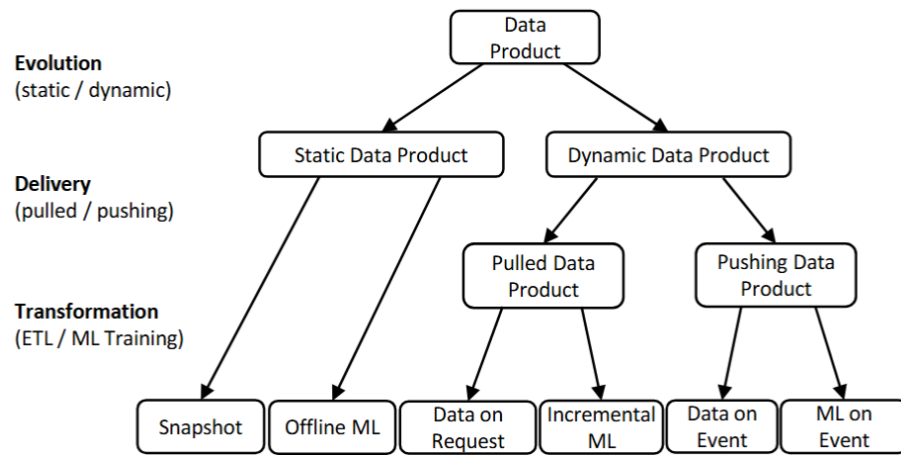 Data
Product
Evolution
(static / dynamic)
Static Data Product
Dynamic Data Product
Delivery
(pulled / pushing)
Pulled Data
Product
Pushing Data
Product
Transformation
(ETL / ML Training)
Snapshot
Offline ML
Data on
Request
Incremental
ML
Data on
Event
ML on
Event